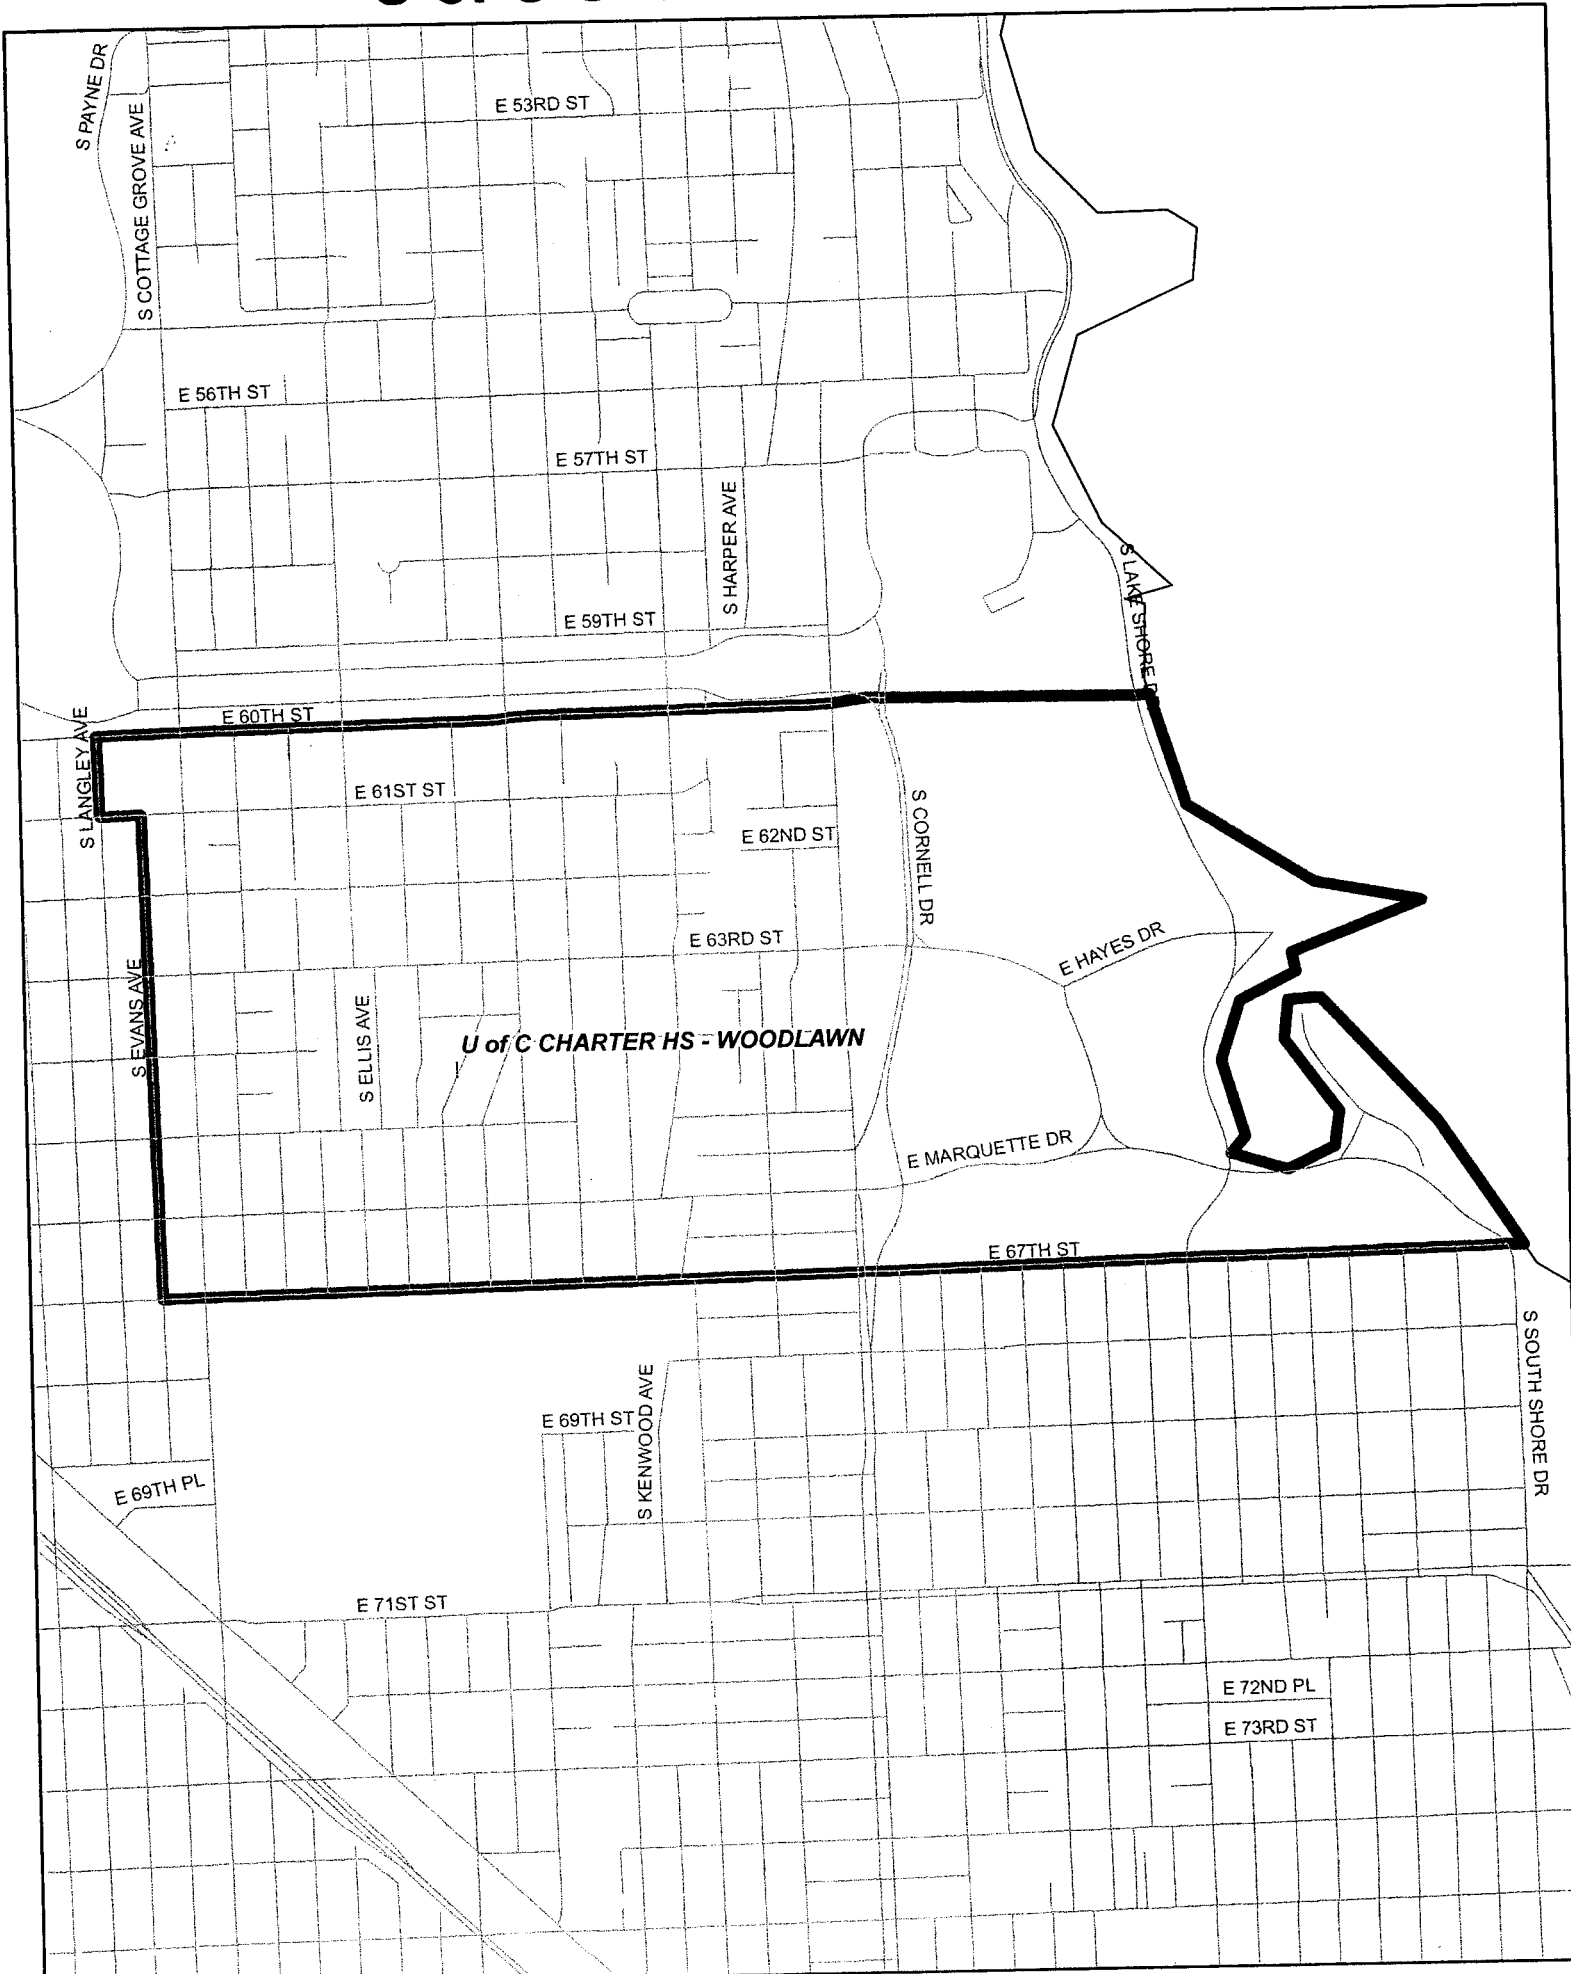 S PAYNE DR
S COTTAGE GROVE AVE
E 53RD ST
E 56TH ST
E 57TH ST
S HARPER AVE
S LAKE SHORE
E 59TH ST
S LANGLEY AVE
E 60TH ST
E 61ST ST
E 62ND ST
S CORNELL DR
E 63RD ST
E HAYES DR
S EVANS AVE
S ELLIS AVE
U of C CHARTER HS - WOODLAWN
E MARQUETTE DR
E 67TH ST
S SOUTH SHORE DR
S KENWOOD AVE
E 69TH ST
E 69TH PL
E 71ST ST
E 72ND PL
E 73RD ST